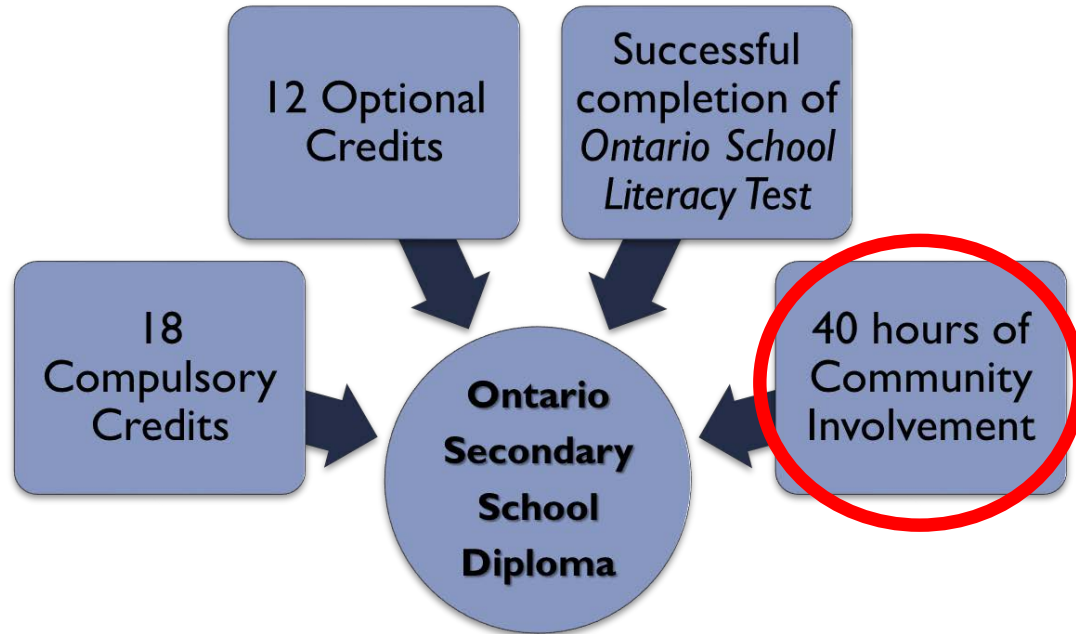 18
Compulsory
Credits
12 Optional
Credits
Successful
completion of
Ontario School
Literacy Test
40 hours of
Community
Involvement
Ontario
Secondary
School
Diploma